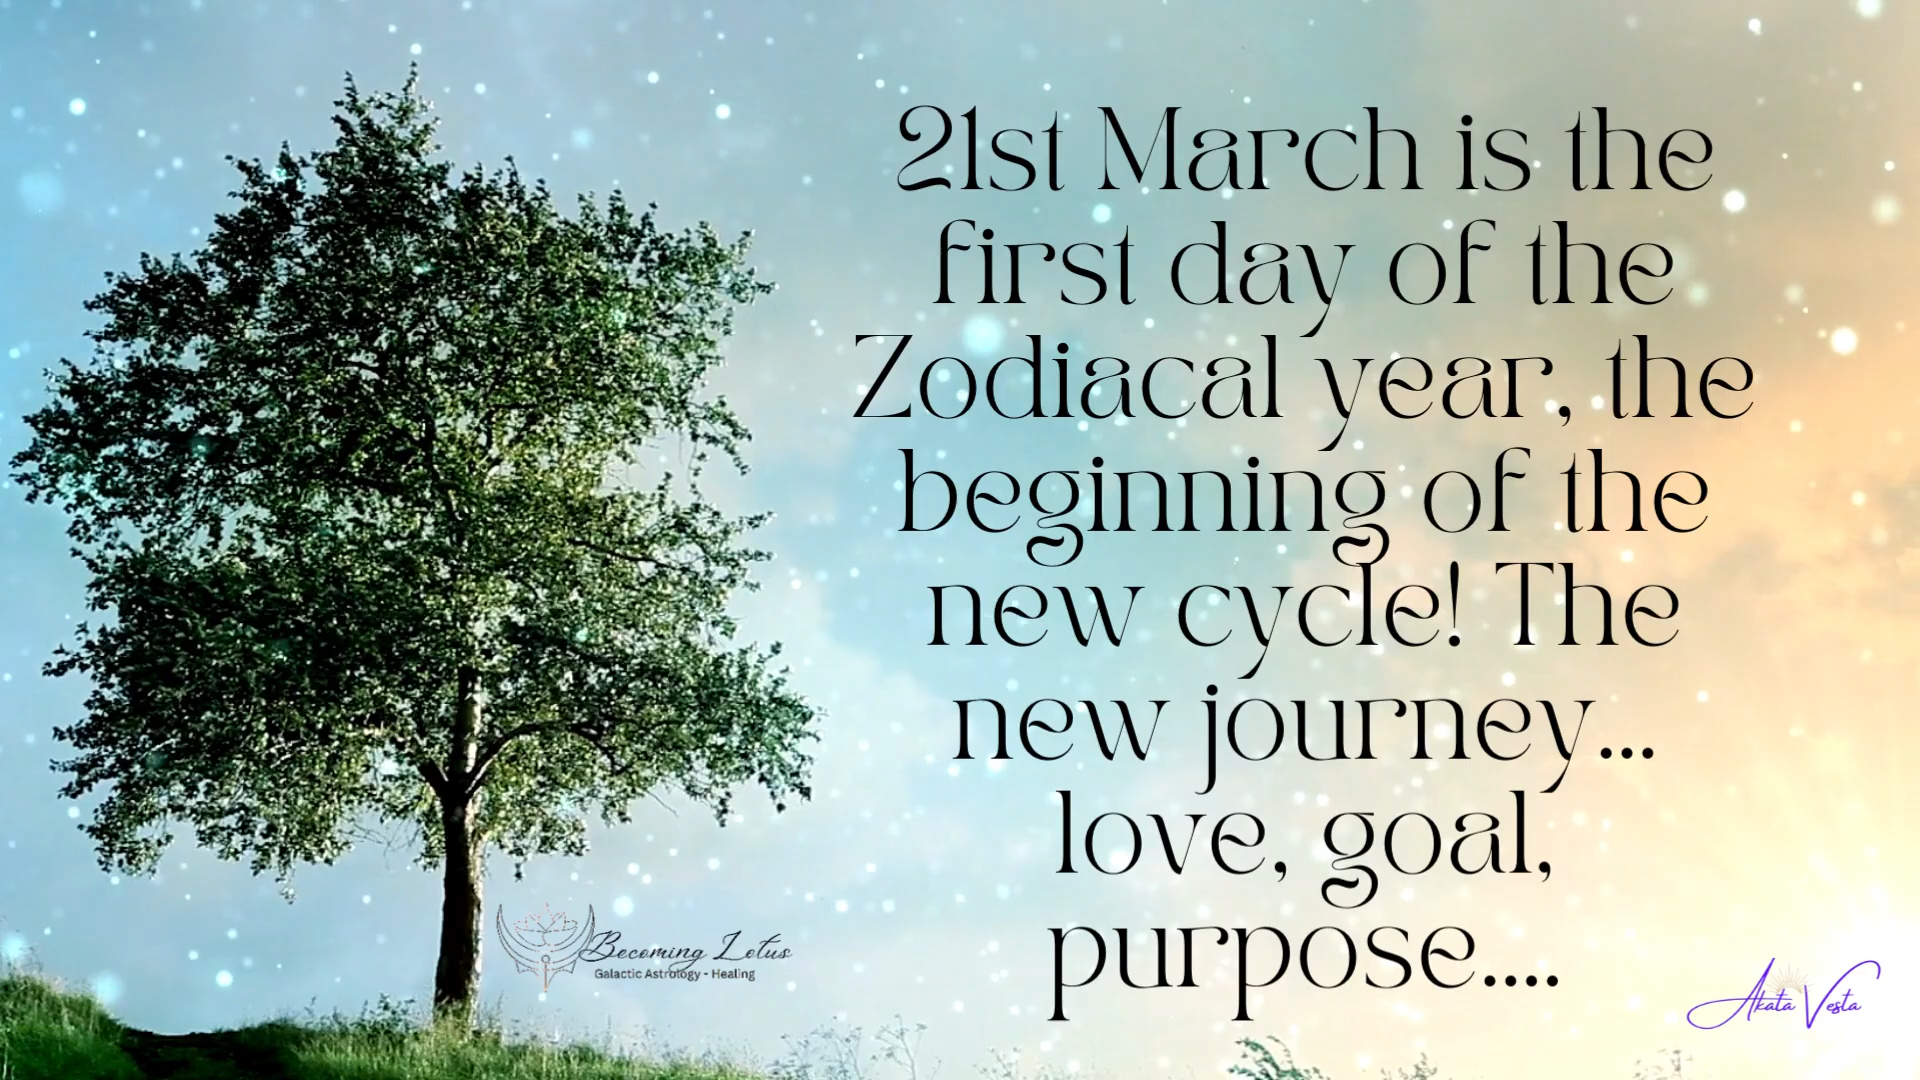 21st March is the
first day of the
Zodiacal year, the
beginning of the
new cycle! The
new journey...
love, goal,
purpose....
Becoming Lotus
Galactic Astrology - Healing
Akata Vesta